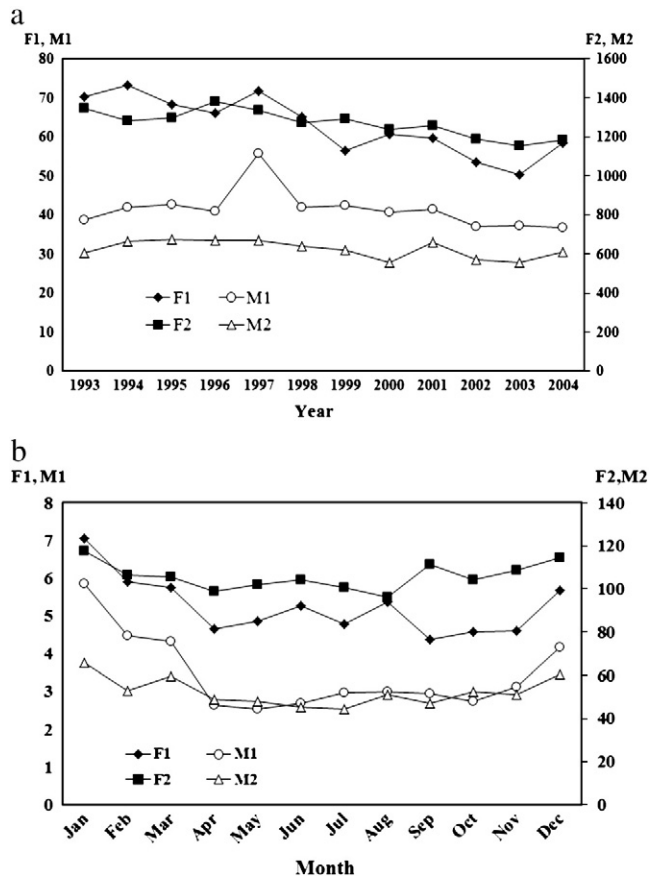 a
F1, M1 F2, M2
80 1600
70 1400
60 1200
50 1000
40 800
30 600
20 400
10 200
0 0
F1 M1
F2 M2
1993 1994 1995 1996 1997 1998 1999 2000 2001 2002 2003 2004
Year
b
F1, M1 F2,M2
8 140
7 120
6 100
5 80
4 60
3 40
2 20
1 0
0
F1 M1
F2 M2
Jan Feb Mar Apr May Jun Jul Aug Sep Oct Nov Dec
Month